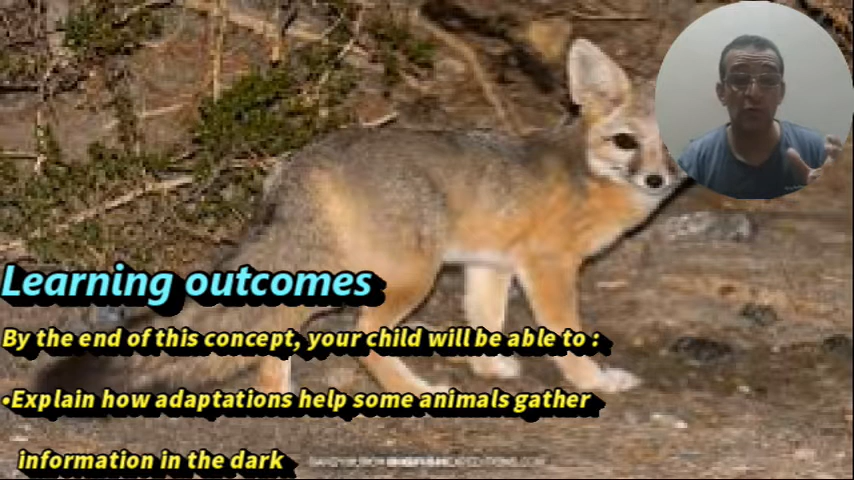 Learning outcomes
By the end of this concept, your child will be able to :
•Explain how adaptations help some animals gather
information in the dark